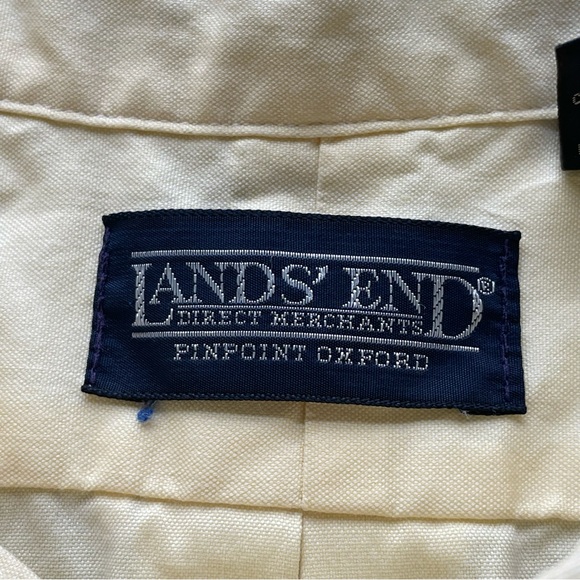 LANDS' END®
DIRECT MERCHANTS
PINPOINT OXFORD